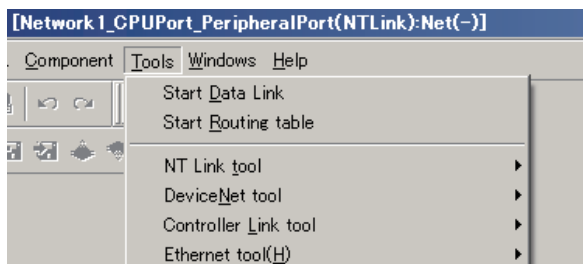 [Network1_CPUPort_PeripheralPort(NTLink):Net(-)]
. Component Tools Windows Help
Start Data Link
Start Routing table
NT Link tool
DeviceNet tool
Controller Link tool
Ethernet tool(H)